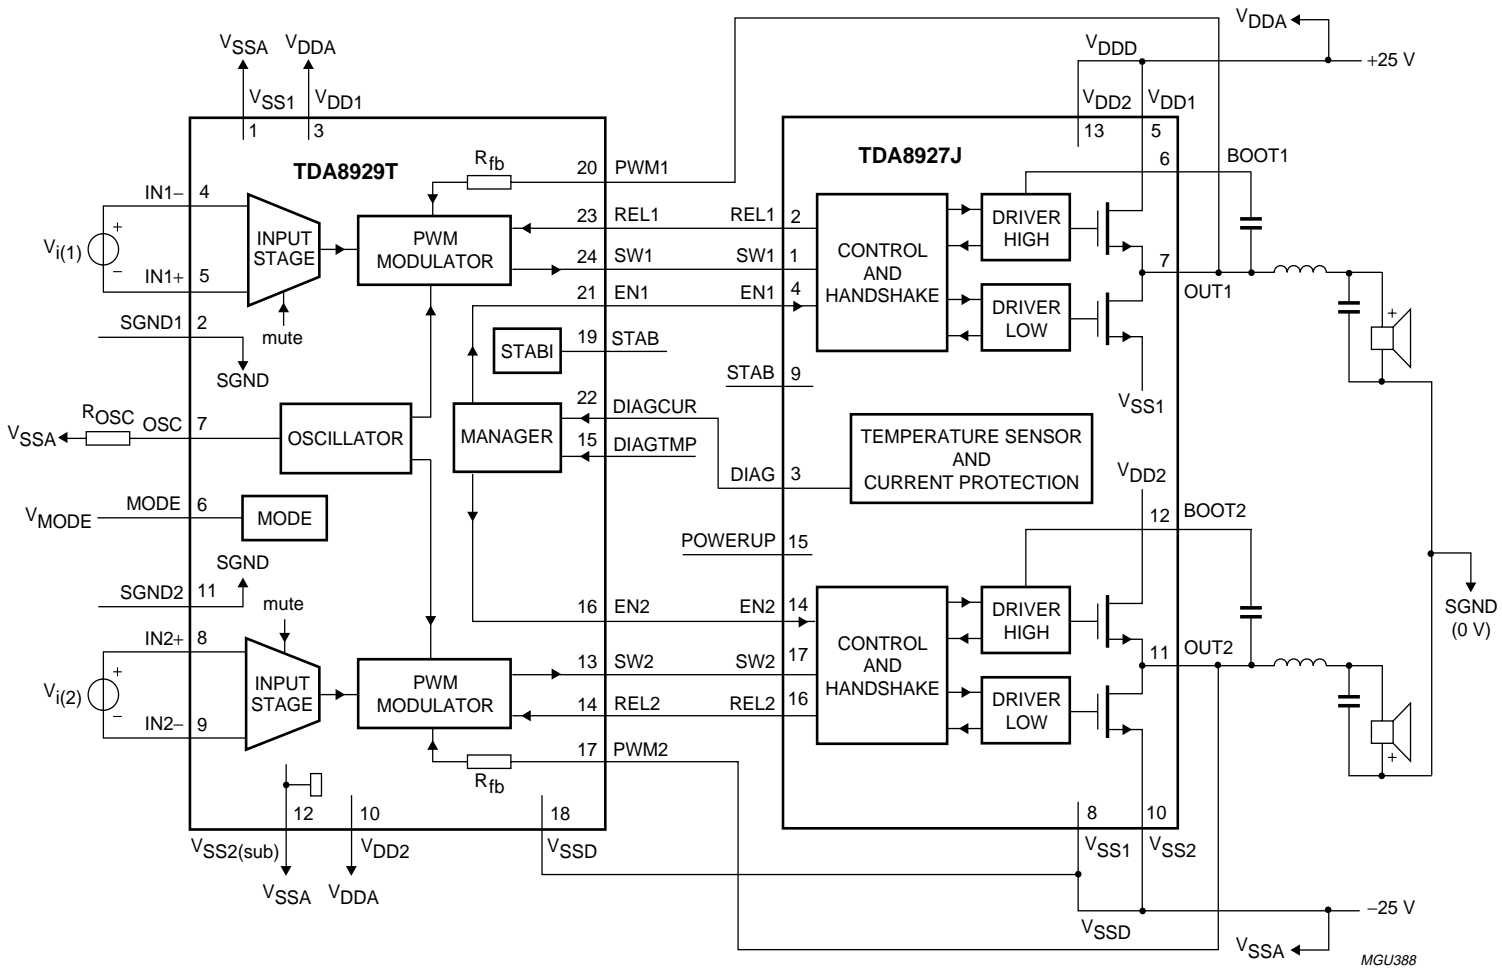 VSSA VDDA
VSS1 VDD1
1 3
TDA8929T
IN1− 4
Vi(1)
+
−
IN1+ 5
INPUT
STAGE
mute
SGND1 2
SGND
Rfb
PWM
MODULATOR
20 PWM1
23 REL1
24 SW1
21 EN1
STABI
19 STAB
VSSA
ROSC
OSC 7
OSCILLATOR
MANAGER
22
DIAGCUR
15
DIAGTMP
VMODE
MODE 6
MODE
SGND
SGND2 11
mute
IN2+ 8
Vi(2)
+
−
IN2− 9
INPUT
STAGE
PWM
MODULATOR
Rfb
16 EN2
13 SW2
14 REL2
17 PWM2
12 10 18
VSS2(sub) VDD2 VSSD
VSSA VDDA
VDDA
VDDD
+25 V
VDD2 VDD1
13 5
TDA8927J
6 BOOT1
REL1 2
SW1 1
EN1 4
CONTROL
AND
HANDSHAKE
DRIVER
HIGH
DRIVER
LOW
7
OUT1
+
STAB 9
VSS1
TEMPERATURE SENSOR
AND
CURRENT PROTECTION
DIAG 3
VDD2
12 BOOT2
POWERUP 15
EN2 14
SW2 17
REL2 16
CONTROL
AND
HANDSHAKE
DRIVER
HIGH
DRIVER
LOW
11 OUT2
+
SGND
(0 V)
8 10
VSS1 VSS2
VSSD
−25 V
VSSA
MGU388